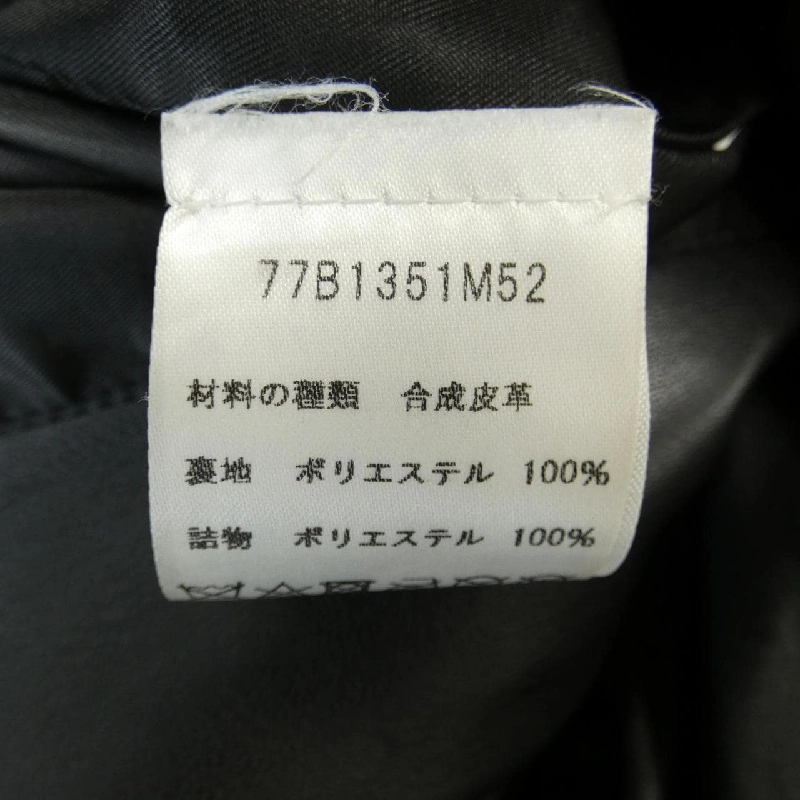 77B1351M52
材料の種類 合成皮革
裏地 ポリエステル 100%
詰物 ポリエステル 100%